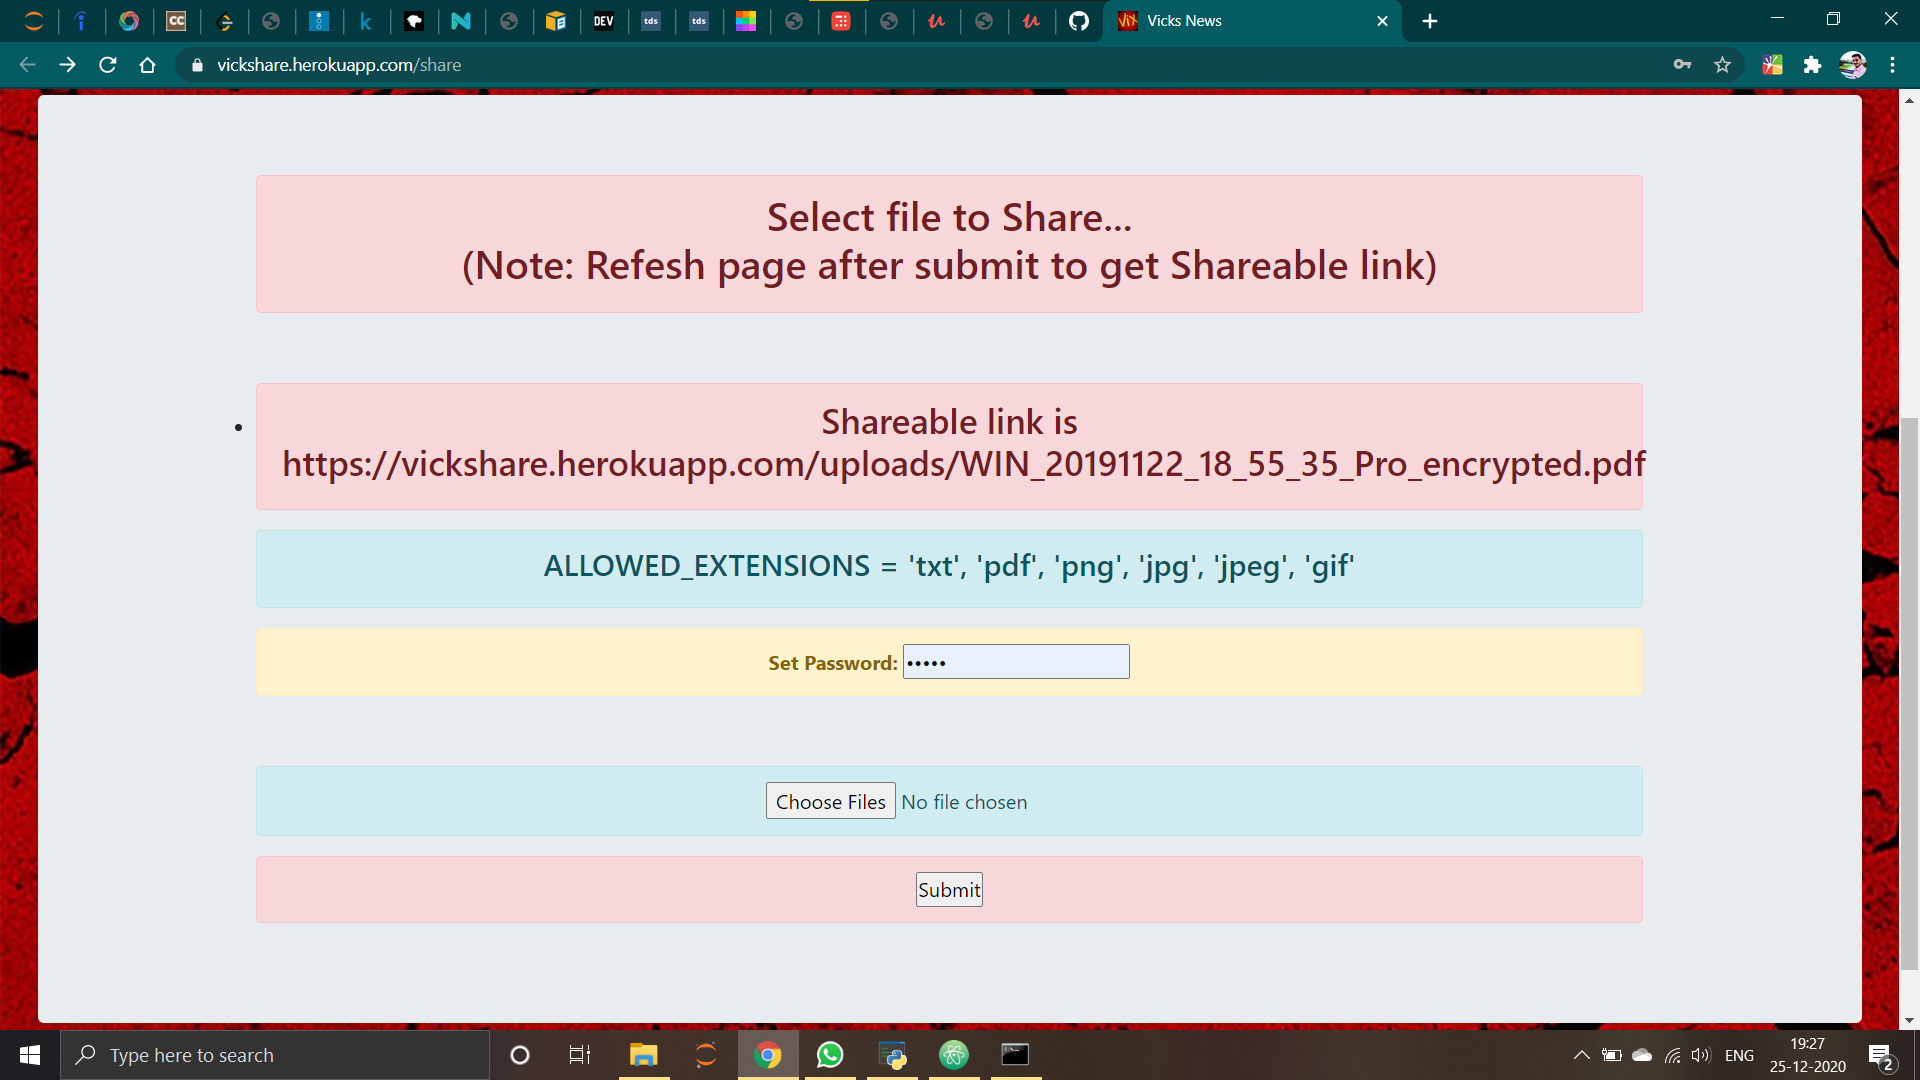 CC
k
DEV
tds
tds
Vicks News
vickshare.herokuapp.com/share
Select file to Share...
(Note: Refesh page after submit to get Shareable link)
Shareable link is
https://vickshare.herokuapp.com/uploads/WIN_20191122_18_55_35_Pro_encrypted.pdf
ALLOWED_EXTENSIONS = 'txt', 'pdf', 'png', 'jpg', 'jpeg', 'gif'
Set Password: •••••
Choose Files No file chosen
Submit
Type here to search
ENG
19:27
25-12-2020
2